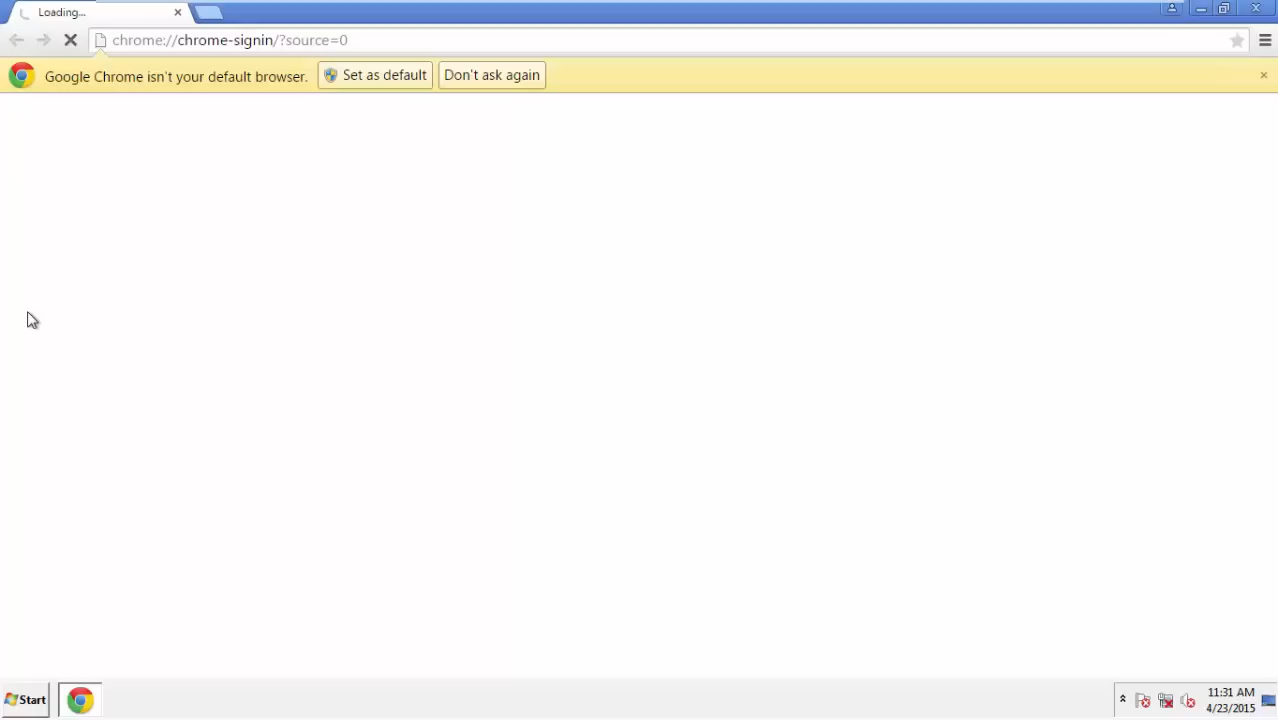 Loading...
chrome://chrome-signin/?source=0
Google Chrome isn't your default browser. Set as default Don't ask again
Start
11:31 AM
4/23/2015